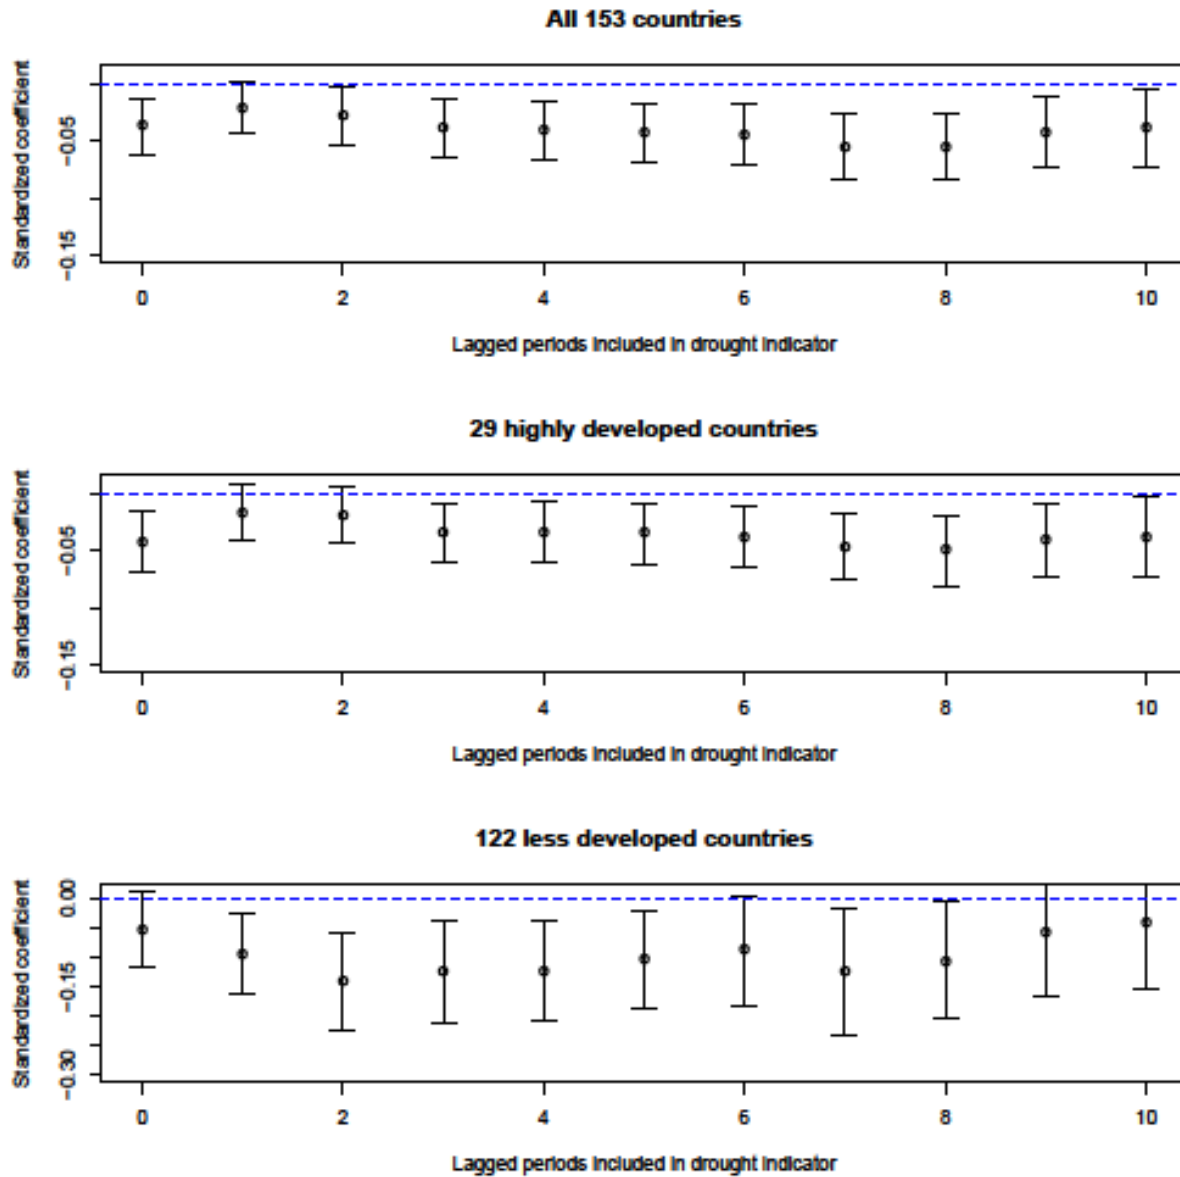 All 153 countries
Standardized coefficient
−0.05
−0.15
0 2 4 6 8 10
Lagged periods included in drought indicator
29 highly developed countries
Standardized coefficient
−0.05
−0.15
0 2 4 6 8 10
Lagged periods included in drought indicator
122 less developed countries
Standardized coefficient
0.00
−0.15
−0.30
0 2 4 6 8 10
Lagged periods included in drought indicator